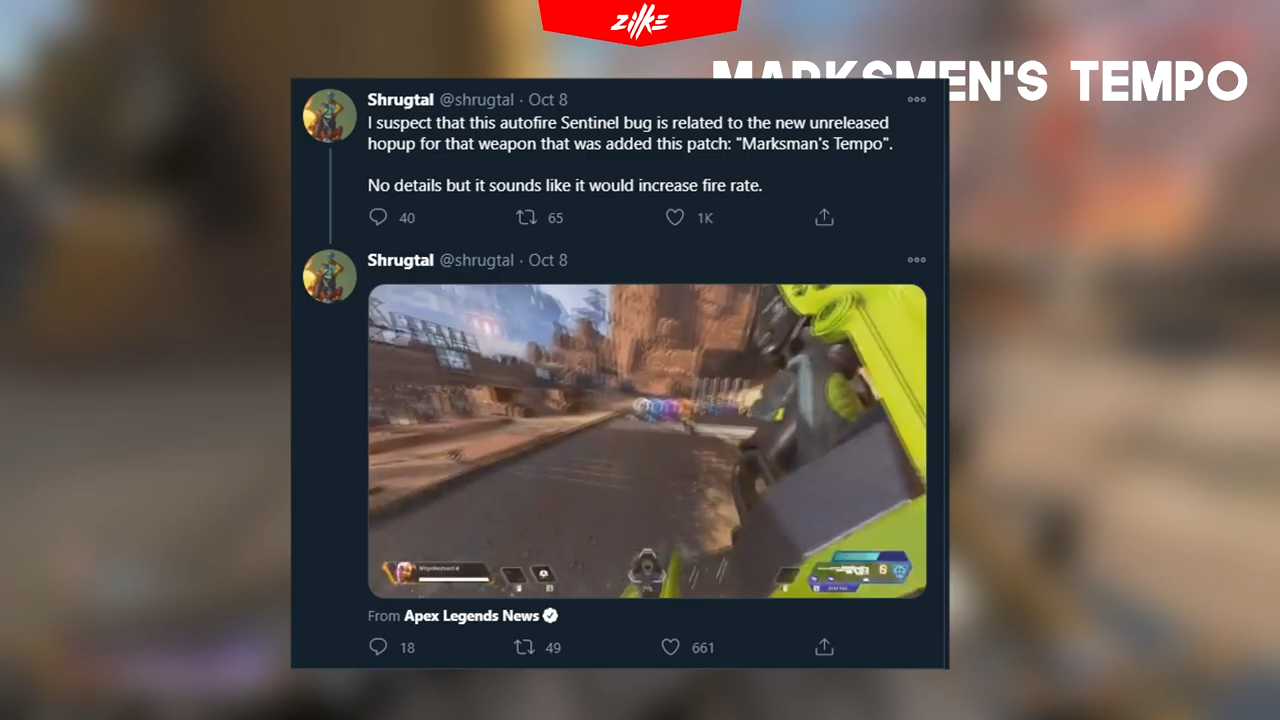 ZilKE
MARKSMEN'S TEMPO
Shrugtal @shrugtal · Oct 8
I suspect that this autofire Sentinel bug is related to the new unreleased
hopup for that weapon that was added this patch: "Marksman's Tempo".
No details but it sounds like it would increase fire rate.
40 65 1K
Shrugtal @shrugtal · Oct 8
From Apex Legends News
18 49 661